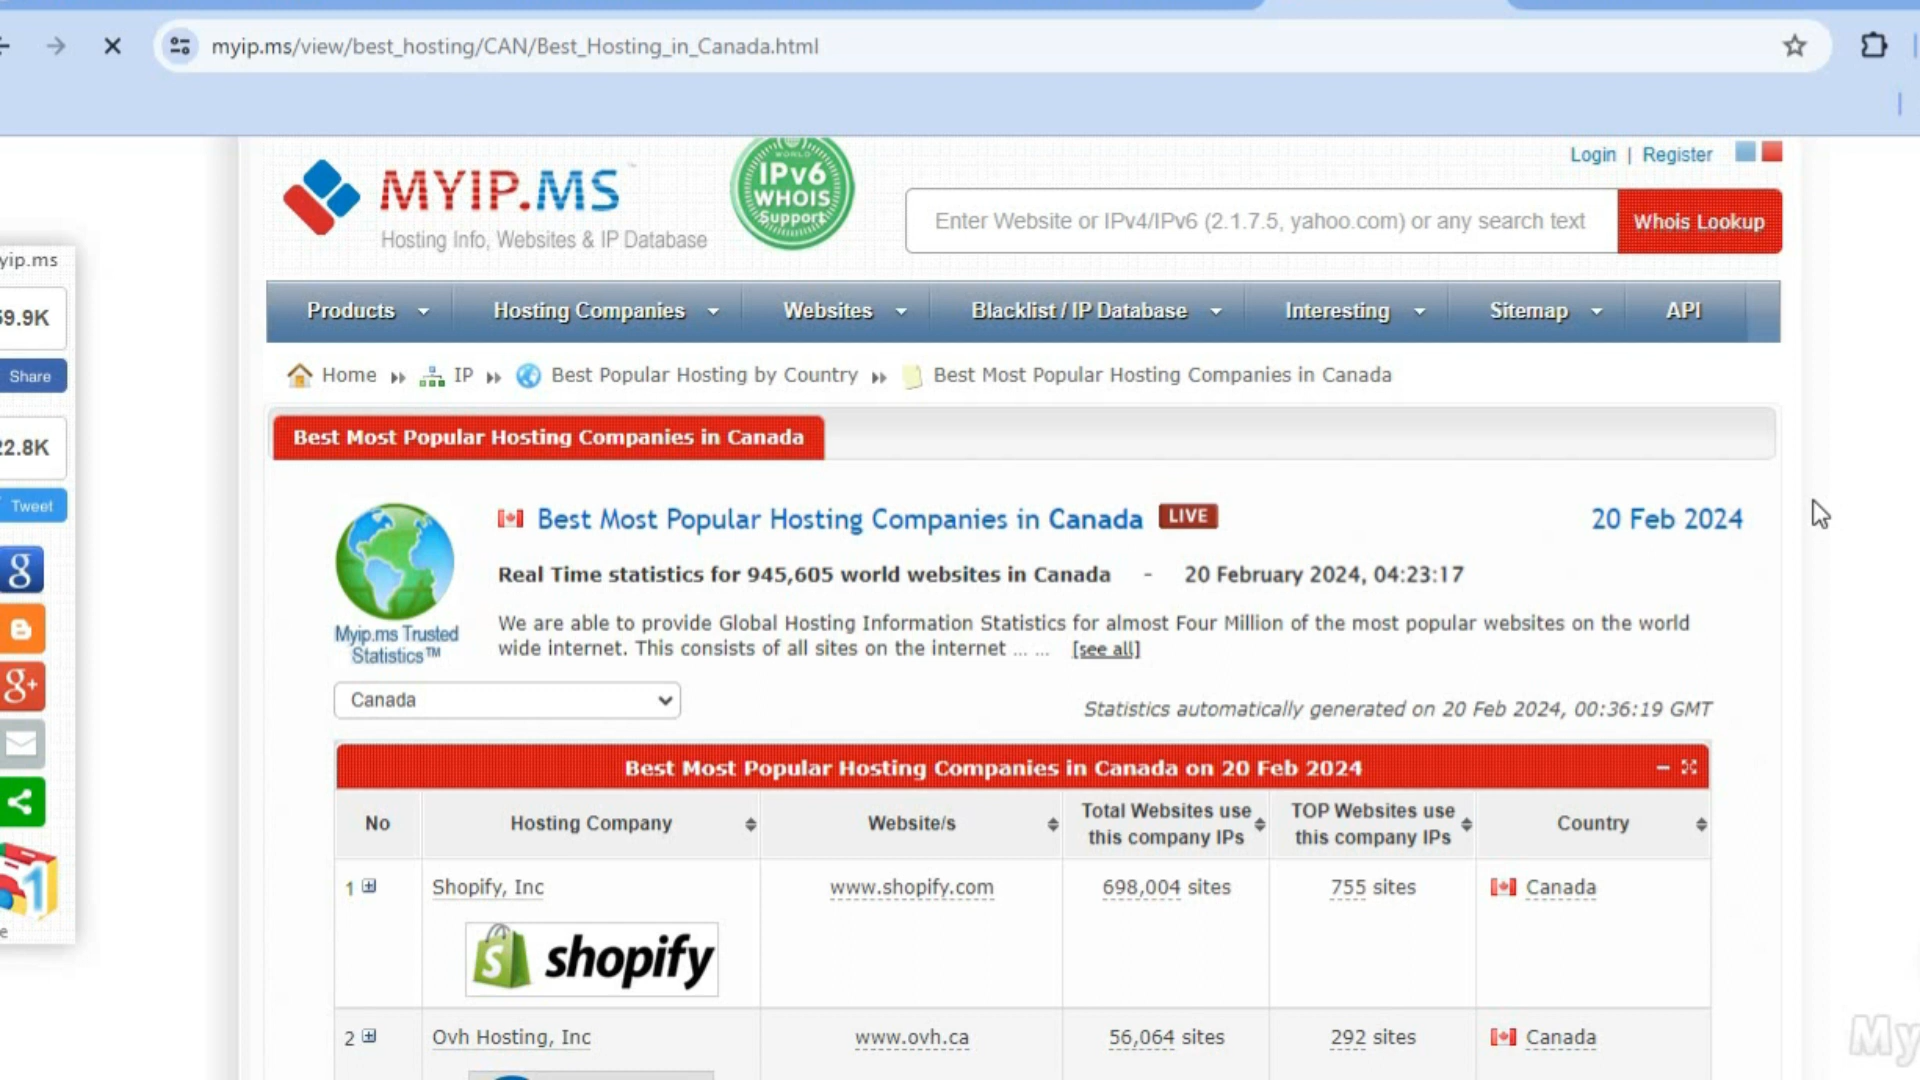 myip.ms/view/best_hosting/CAN/Best_Hosting_in_Canada.html
Login | Register
MYIP.MS
Hosting Info, Websites & IP Database
WORLD
IPv6
WHOIS
Support
Enter Website or IPv4/IPv6 (2.1.7.5, yahoo.com) or any search text
Whois Lookup
yip.ms
59.9K
Share
22.8K
Tweet
Products
Hosting Companies
Websites
Blacklist / IP Database
Interesting
Sitemap
API
Home
IP
Best Popular Hosting by Country
Best Most Popular Hosting Companies in Canada
Best Most Popular Hosting Companies in Canada
Best Most Popular Hosting Companies in Canada LIVE
20 Feb 2024
Real Time statistics for 945,605 world websites in Canada - 20 February 2024, 04:23:17
We are able to provide Global Hosting Information Statistics for almost Four Million of the most popular websites on the world
wide internet. This consists of all sites on the internet ... ... [see all]
Myip.ms Trusted
Statistics™
Canada
Statistics automatically generated on 20 Feb 2024, 00:36:19 GMT
Best Most Popular Hosting Companies in Canada on 20 Feb 2024
No
Hosting Company
Website/s
Total Websites use
this company IPs
TOP Websites use
this company IPs
Country
1
Shopify, Inc
www.shopify.com
698,004 sites
755 sites
Canada
shopify
2
Ovh Hosting, Inc
www.ovh.ca
56,064 sites
292 sites
Canada
My